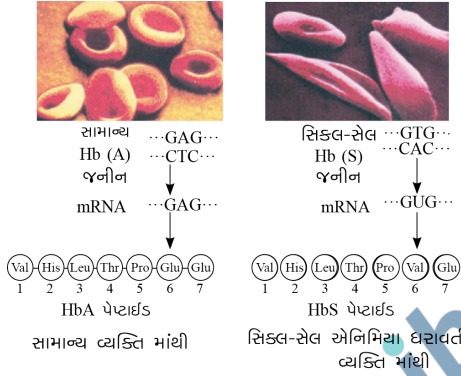 સામાન્ય ···GAG···
Hb (A) ···CTC···
જનીન
mRNA ···GAG···
Val His Leu Thr Pro Glu Glu
1 2 3 4 5 6 7
HbA પેપ્ટાઈડ
સામાન્ય વ્યક્તિ માંથી
સિકલ-સેલ ···GTG···
Hb (S) ···CAC···
જનીન
mRNA ···GUG···
Val His Leu Thr Pro Val Glu
1 2 3 4 5 6 7
HbS પેપ્ટાઈડ
સિકલ-સેલ એનિમિયા ધરાવતી
વ્યક્તિ માંથી